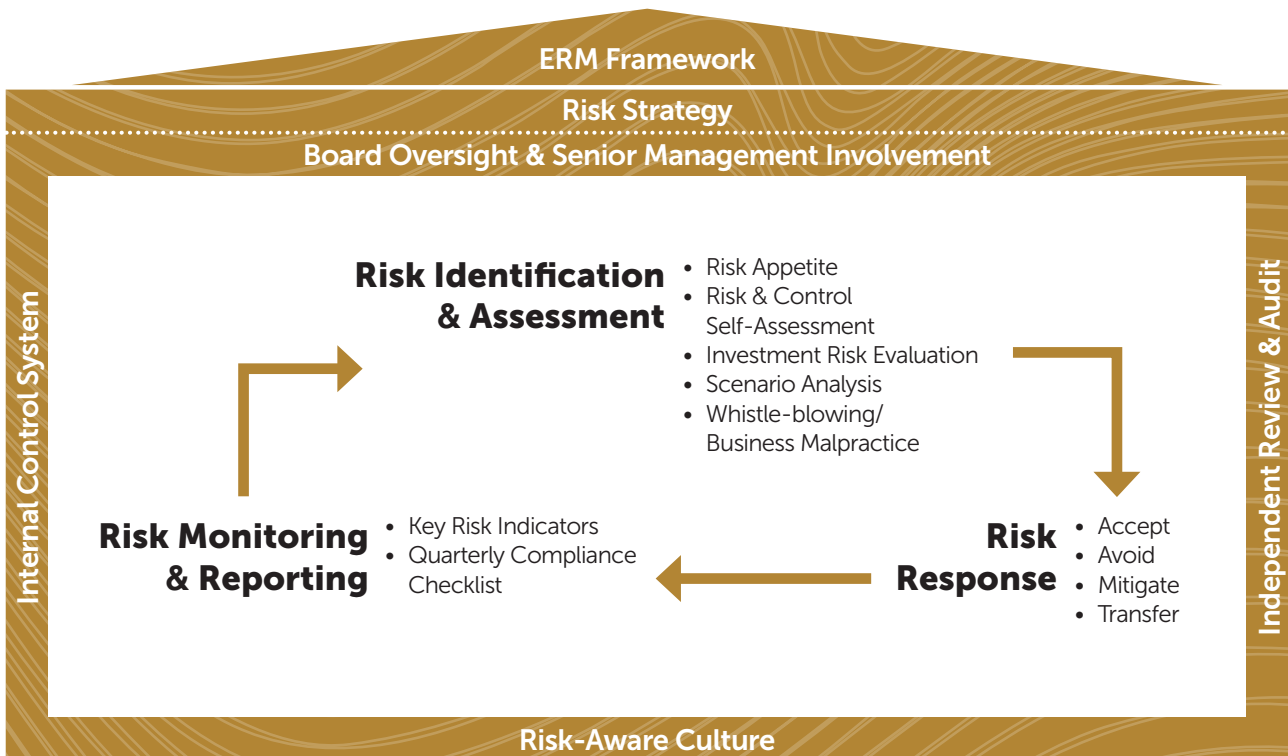 ERM Framework
Risk Strategy
Board Oversight & Senior Management Involvement
Internal Control System
Risk Identification
& Assessment
• Risk Appetite
• Risk & Control
Self-Assessment
• Investment Risk Evaluation
• Scenario Analysis
• Whistle-blowing/
Business Malpractice
Risk
Response
• Accept
• Avoid
• Mitigate
• Transfer
Risk Monitoring
& Reporting
• Key Risk Indicators
• Quarterly Compliance
Checklist
Independent Review & Audit
Risk-Aware Culture